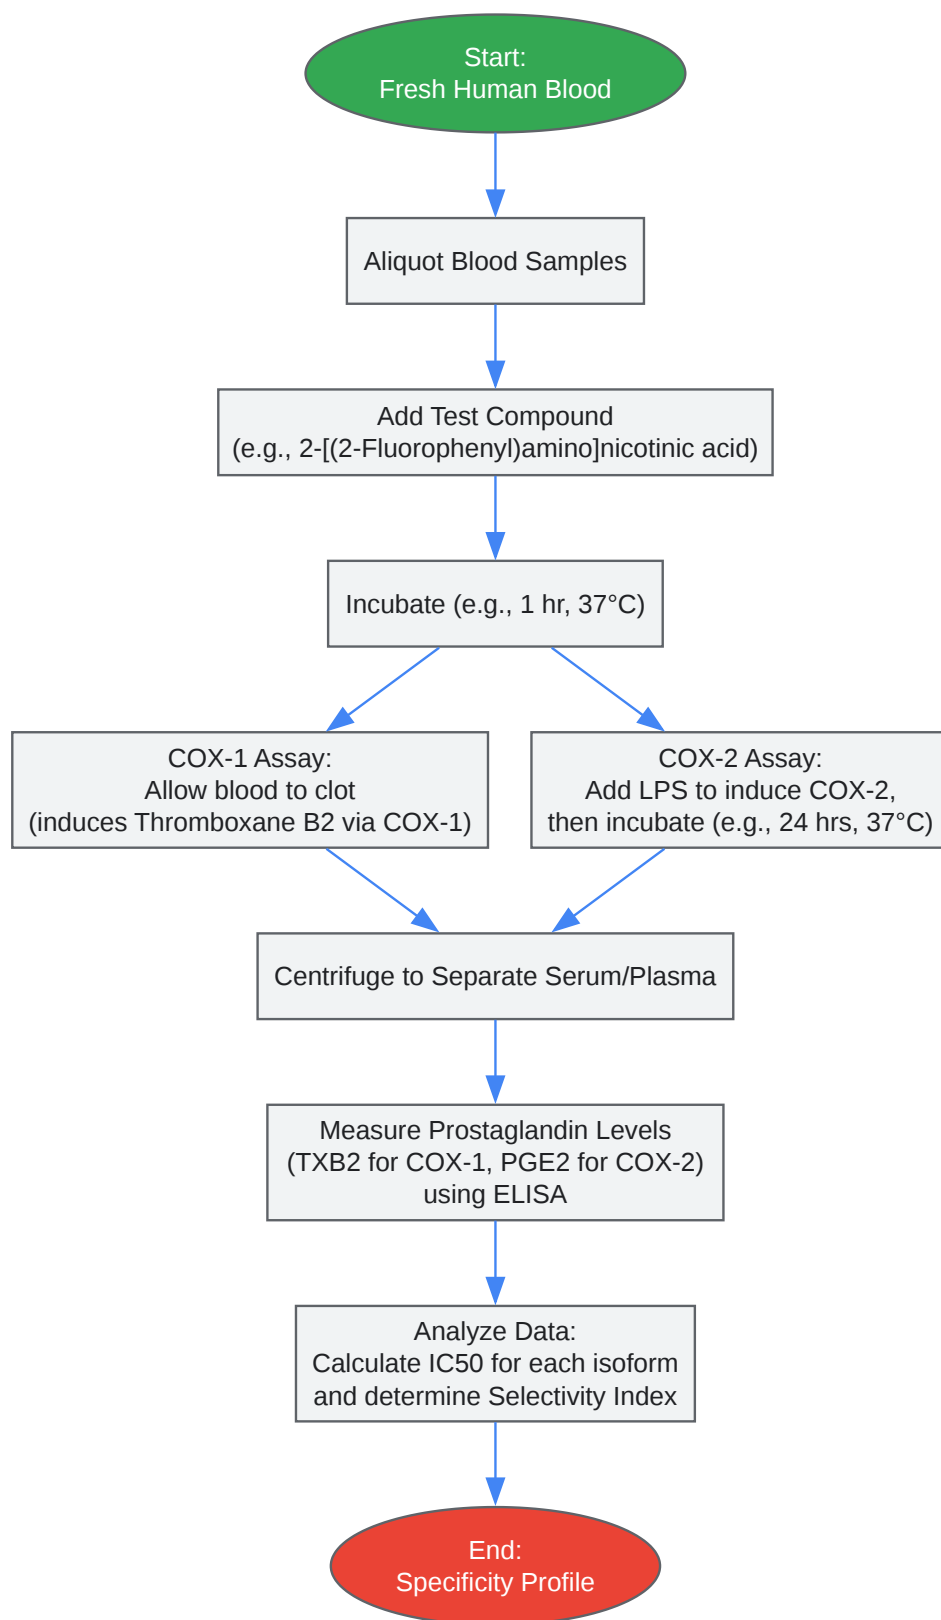 Start:
Fresh Human Blood
Aliquot Blood Samples
Add Test Compound
(e.g., 2-[(2-Fluorophenyl)amino]nicotinic acid)
Incubate (e.g., 1 hr, 37°C)
COX-1 Assay:
Allow blood to clot
(induces Thromboxane B2 via COX-1)
COX-2 Assay:
Add LPS to induce COX-2,
then incubate (e.g., 24 hrs, 37°C)
Centrifuge to Separate Serum/Plasma
Measure Prostaglandin Levels
(TXB2 for COX-1, PGE2 for COX-2)
using ELISA
Analyze Data:
Calculate IC50 for each isoform
and determine Selectivity Index
End:
Specificity Profile